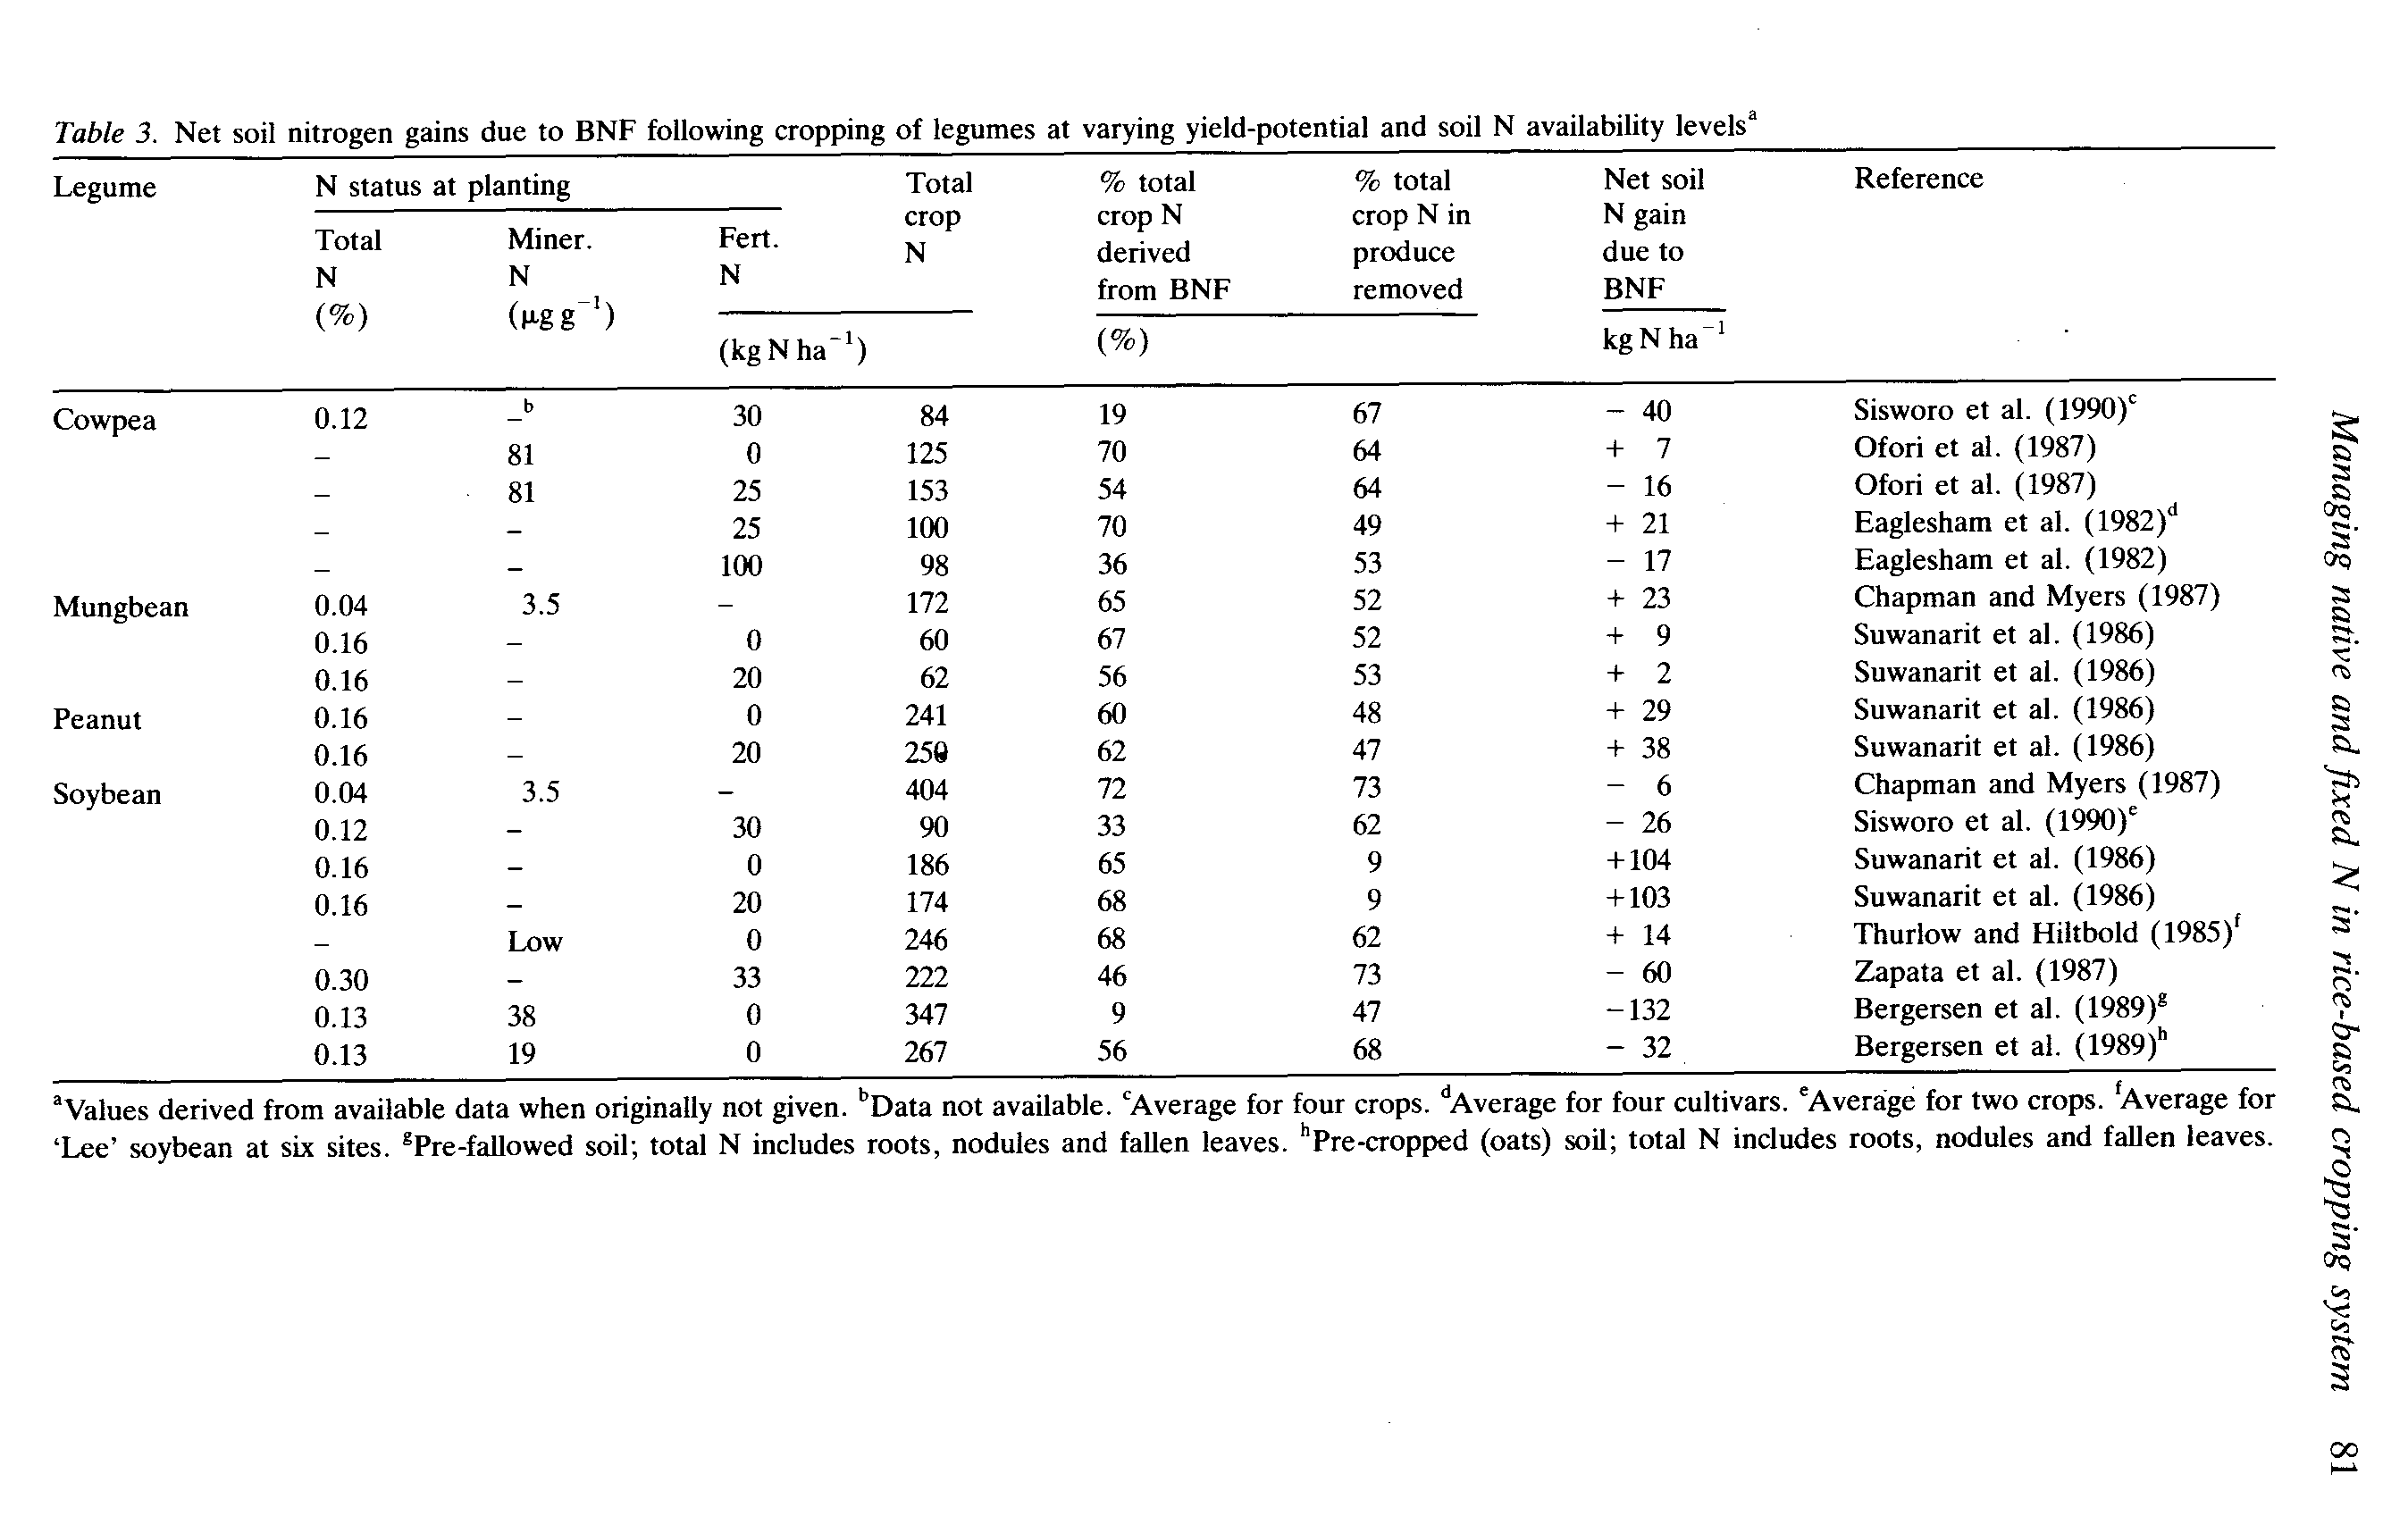 Table 3. Net soil nitrogen gains due to BNF following cropping of legumes at varying yield-potential and soil N availability levelsᵃ
Legume N status at planting Total % total % total Net soil Reference
crop crop N crop N in N gain
Total Miner. Fert. N derived produce due to
N N N from BNF removed BNF
(%) (μg g⁻¹) (kg N ha⁻¹) (%) kg N ha⁻¹
Cowpea 0.12 –ᵇ 30 84 19 67 – 40 Sisworo et al. (1990)ᶜ
– 81 0 125 70 64 + 7 Ofori et al. (1987)
– 81 25 153 54 64 – 16 Ofori et al. (1987)
– – 25 100 70 49 + 21 Eaglesham et al. (1982)ᵈ
– – 100 98 36 53 – 17 Eaglesham et al. (1982)
Mungbean 0.04 3.5 – 172 65 52 + 23 Chapman and Myers (1987)
0.16 – 0 60 67 52 + 9 Suwanarit et al. (1986)
0.16 – 20 62 56 53 + 2 Suwanarit et al. (1986)
Peanut 0.16 – 0 241 60 48 + 29 Suwanarit et al. (1986)
0.16 – 20 62 47 + 38 Suwanarit et al. (1986)
Soybean 0.04 3.5 – 404 72 73 – 6 Chapman and Myers (1987)
0.12 – 30 90 33 62 – 26 Sisworo et al. (1990)ᵉ
0.16 – 0 186 65 9 +104 Suwanarit et al. (1986)
0.16 – 20 174 68 9 +103 Suwanarit et al. (1986)
– Low 0 246 68 62 + 14 Thurlow and Hiltbold (1985)ᶠ
0.30 – 33 222 46 73 – 60 Zapata et al. (1987)
0.13 38 0 347 9 47 –132 Bergersen et al. (1989)ᵍ
0.13 19 0 267 56 68 – 32 Bergersen et al. (1989)ʰ
ᵃValues derived from available data when originally not given. ᵇData not available. ᶜAverage for four crops. ᵈAverage for four cultivars. ᵉAverage for two crops. ᶠAverage for
‘Lee’ soybean at six sites. ᵍPre-fallowed soil; total N includes roots, nodules and fallen leaves. ʰPre-cropped (oats) soil; total N includes roots, nodules and fallen leaves.
Managing native and fixed N in rice-based cropping system 81